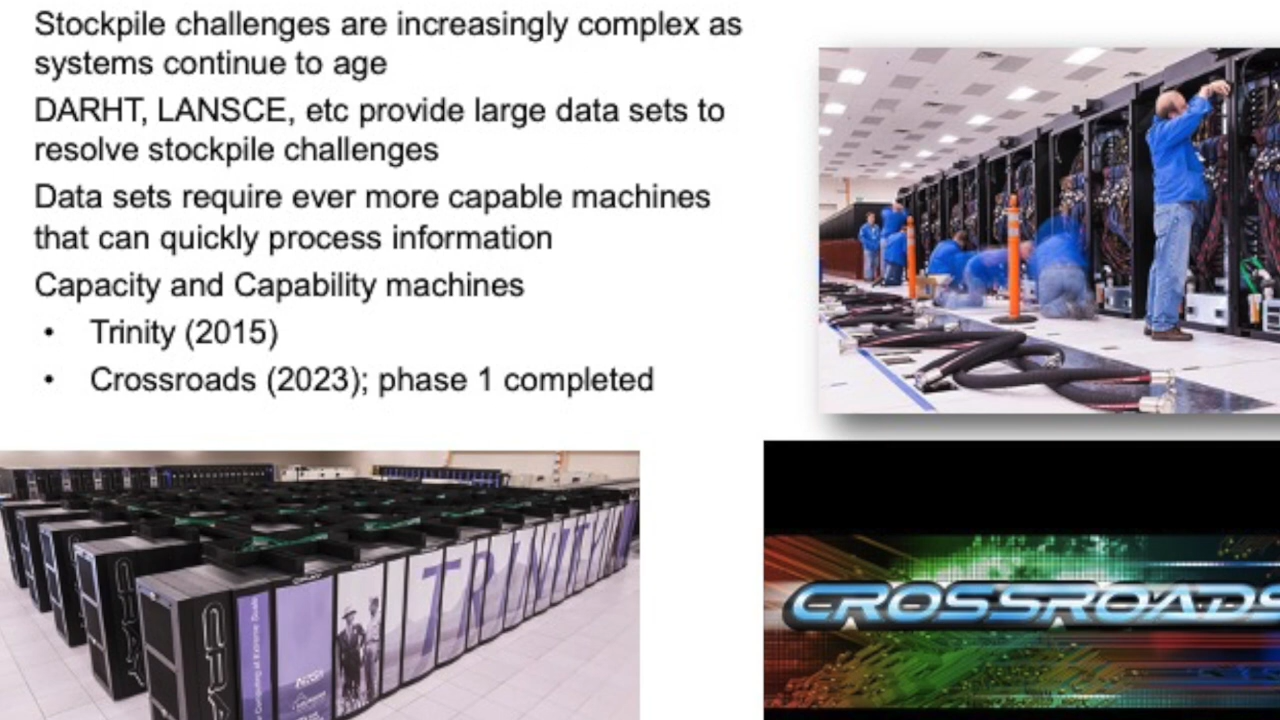 Stockpile challenges are increasingly complex as
systems continue to age
DARHT, LANSCE, etc provide large data sets to
resolve stockpile challenges
Data sets require ever more capable machines
that can quickly process information
Capacity and Capability machines
• Trinity (2015)
• Crossroads (2023); phase 1 completed
TRINITY
CRAY
CROSSROADS